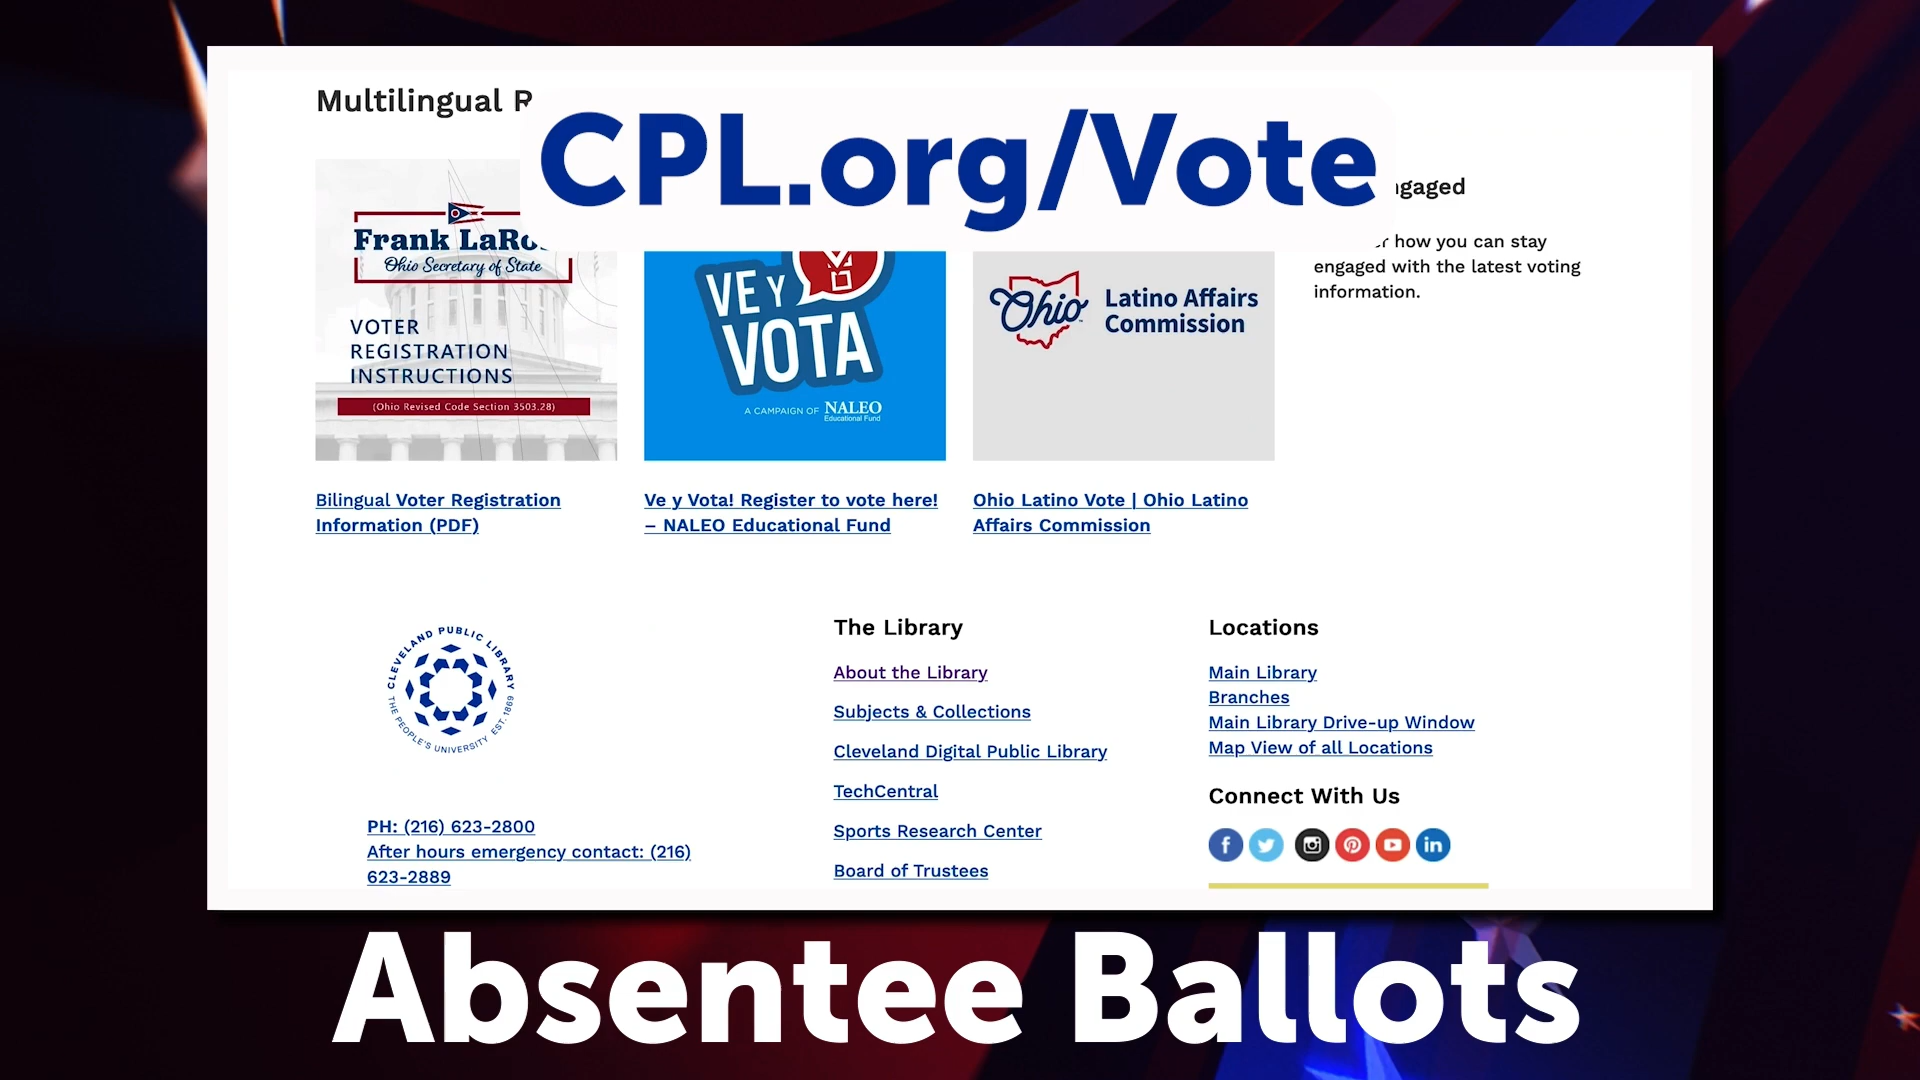 Multilingual
CPL.org/Vote
Frank
Ohio Secretary of State
VOTER
REGISTRATION
INSTRUCTIONS
(Ohio Revised Code Section 3503.28)
Bilingual Voter Registration
Information (PDF)
VE Y
VOTA
A CAMPAIGN OF NALEO
Educational Fund
Ve y Vota! Register to vote here!
– NALEO Educational Fund
Ohio
Latino Affairs
Commission
Ohio Latino Vote | Ohio Latino
Affairs Commission
how you can stay
engaged with the latest voting
information.
CLEVELAND PUBLIC LIBRARY
THE PEOPLE'S UNIVERSITY EST. 1869
PH: (216) 623-2800
After hours emergency contact: (216)
623-2889
The Library
About the Library
Subjects & Collections
Cleveland Digital Public Library
TechCentral
Sports Research Center
Board of Trustees
Locations
Main Library
Branches
Main Library Drive-up Window
Map View of all Locations
Connect With Us
Absentee Ballots